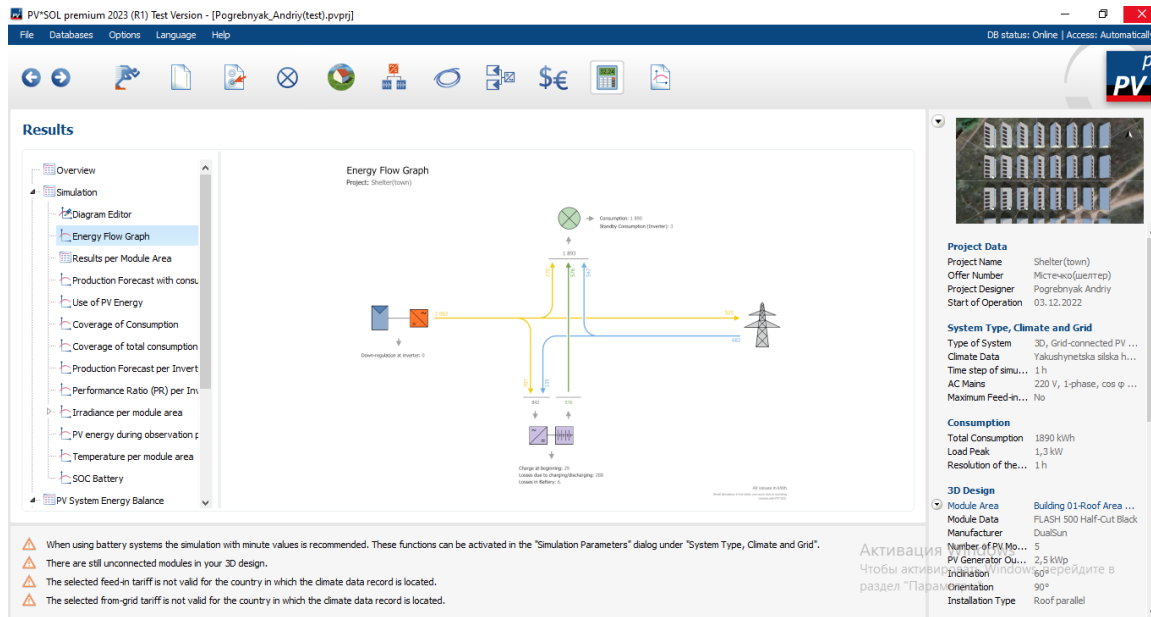 PV*SOL premium 2023 (R1) Test Version - [Pogrebnyak_Andriy(test).pvprj]
File Databases Options Language Help
DB status: Online | Access: Automatically
PV
Results
Overview
Simulation
Diagram Editor
Energy Flow Graph
Results per Module Area
Production Forecast with consu
Use of PV Energy
Coverage of Consumption
Coverage of total consumption
Production Forecast per Invert
Performance Ratio (PR) per Inv
Irradiance per module area
PV energy during observation p
Temperature per module area
SOC Battery
PV System Energy Balance
Energy Flow Graph
Project: Shelter(town)
Consumption: 1 890
Standby Consumption (Inverter): 3
1 893
Down-regulation at inverter: 0
842
576
Charge at beginning: 29
Losses due to charging/discharging: 288
Losses in Battery: 6
All values in kWh
When using battery systems the simulation with minute values is recommended. These functions can be activated in the "Simulation Parameters" dialog under "System Type, Climate and Grid".
There are still unconnected modules in your 3D design.
The selected feed-in tariff is not valid for the country in which the climate data record is located.
The selected from-grid tariff is not valid for the country in which the climate data record is located.
Project Data
Project Name Shelter(town)
Offer Number Містечко(шелтер)
Project Designer Pogrebnyak Andriy
Start of Operation 03.12.2022
System Type, Climate and Grid
Type of System 3D, Grid-connected PV ...
Climate Data Yakushynetska silska h...
Time step of simu... 1 h
AC Mains 220 V, 1-phase, cos φ ...
Maximum Feed-in... No
Consumption
Total Consumption 1890 kWh
Load Peak 1,3 kW
Resolution of the... 1 h
3D Design
Module Area Building 01-Roof Area ...
Module Data FLASH 500 Half-Cut Black
Manufacturer DualSun
Number of PV Mo... 5
PV Generator Ou... 2,5 kWp
Inclination 60°
Orientation 90°
Installation Type Roof parallel
Активация Windows
Чтобы активировать Windows, перейдите в
раздел "Параметры".